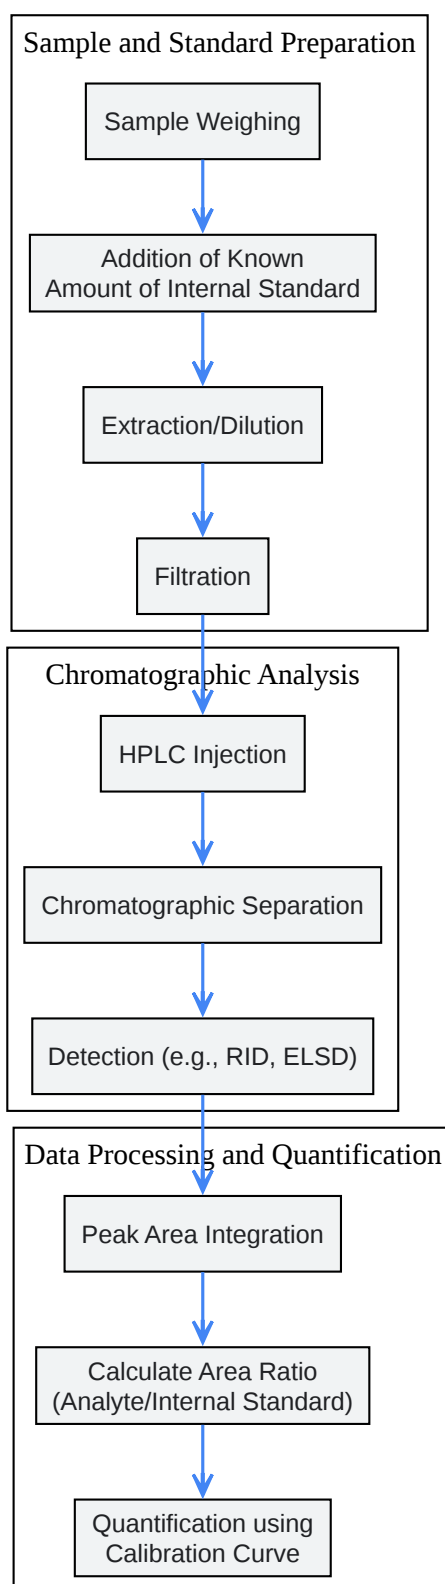 Sample and Standard Preparation
Sample Weighing
Addition of Known
Amount of Internal Standard
Extraction/Dilution
Filtration
Chromatographic Analysis
HPLC Injection
Chromatographic Separation
Detection (e.g., RID, ELSD)
Data Processing and Quantification
Peak Area Integration
Calculate Area Ratio
(Analyte/Internal Standard)
Quantification using
Calibration Curve